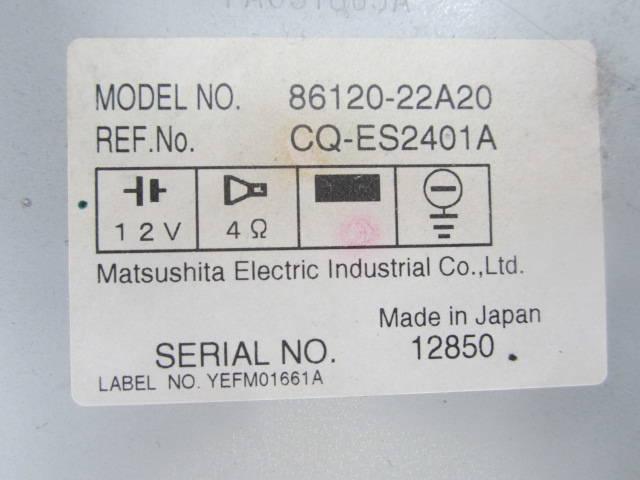 MODEL NO. 86120-22A20
REF.No. CQ-ES2401A
12V 4Ω
Matsushita Electric Industrial Co.,Ltd.
Made in Japan
SERIAL NO. 12850
LABEL NO. YEFM01661A